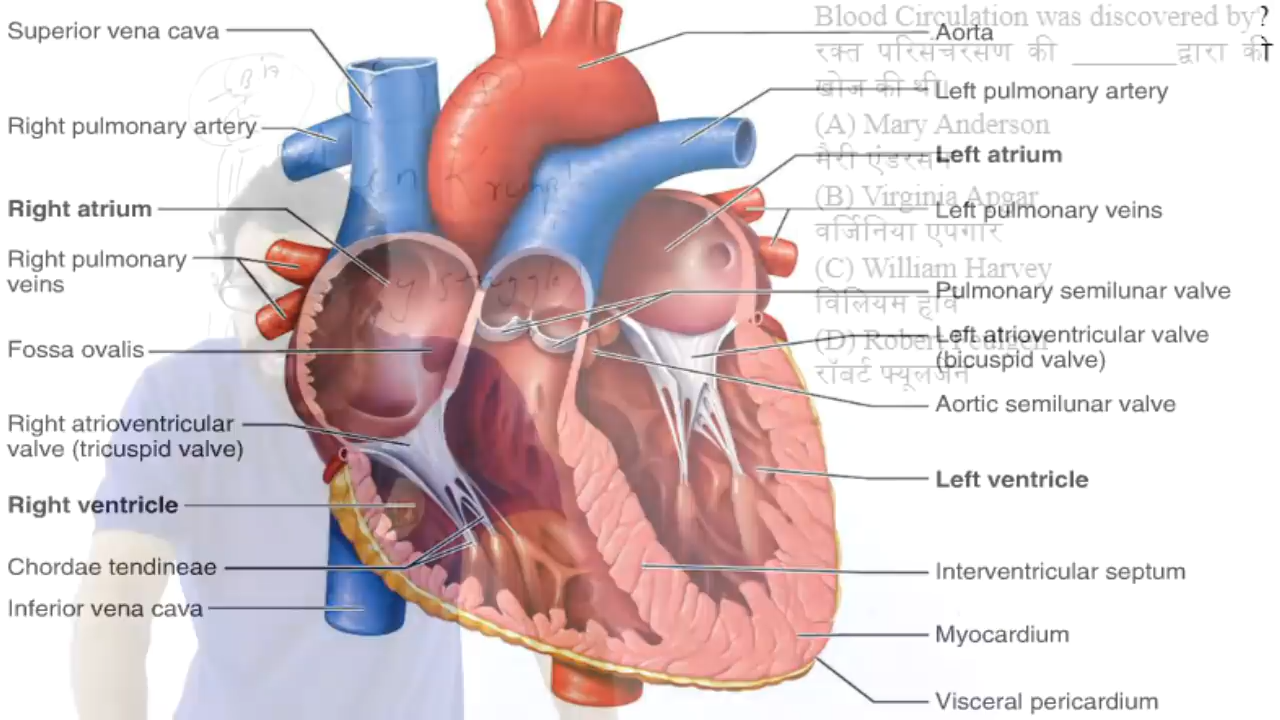 Superior vena cava
Right pulmonary artery
Right atrium
Right pulmonary
veins
Fossa ovalis
Right atrioventricular
valve (tricuspid valve)
Right ventricle
Chordae tendineae
Inferior vena cava
Aorta
Left pulmonary artery
Left atrium
Left pulmonary veins
Pulmonary semilunar valve
Left atrioventricular valve
(bicuspid valve)
Aortic semilunar valve
Left ventricle
Interventricular septum
Myocardium
Visceral pericardium
Blood Circulation was discovered by?
रक्त परिसंचरसण की ________द्वारा की
खोज की थी।
(A) Mary Anderson
मैरी एंडरसन
(B) Virginia Apgar
वर्जिनिया एपगार
(C) William Harvey
विलियम हार्वे
(D) Robert
रॉबर्ट फ्यूलजन